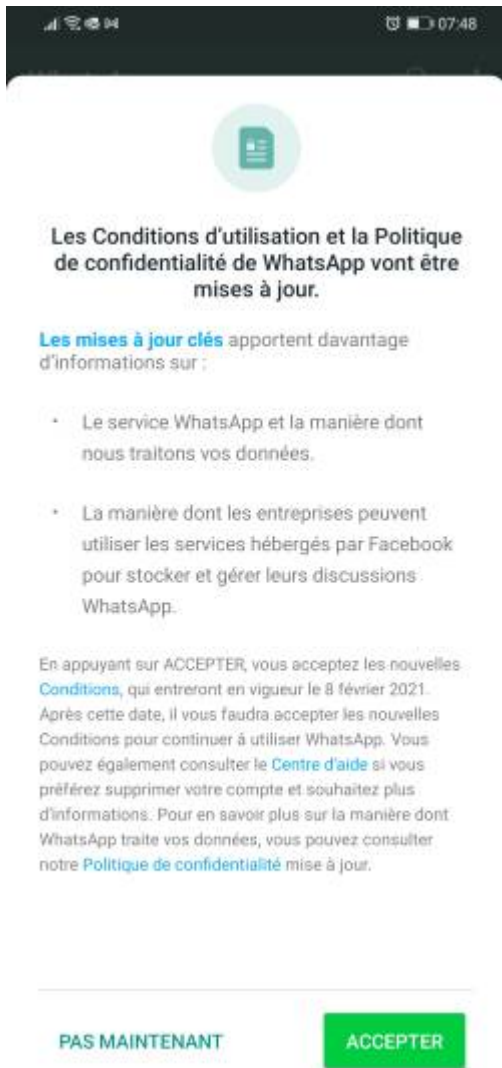 07:48
Les Conditions d'utilisation et la Politique
de confidentialité de WhatsApp vont être
mises à jour.
Les mises à jour clés apportent davantage
d'informations sur :
• Le service WhatsApp et la manière dont
nous traitons vos données.
• La manière dont les entreprises peuvent
utiliser les services hébergés par Facebook
pour stocker et gérer leurs discussions
WhatsApp.
En appuyant sur ACCEPTER, vous acceptez les nouvelles
Conditions, qui entreront en vigueur le 8 février 2021.
Après cette date, il vous faudra accepter les nouvelles
Conditions pour continuer à utiliser WhatsApp. Vous
pouvez également consulter le Centre d'aide si vous
préférez supprimer votre compte et souhaitez plus
d'informations. Pour en savoir plus sur la manière dont
WhatsApp traite vos données, vous pouvez consulter
notre Politique de confidentialité mise à jour.
PAS MAINTENANT
ACCEPTER